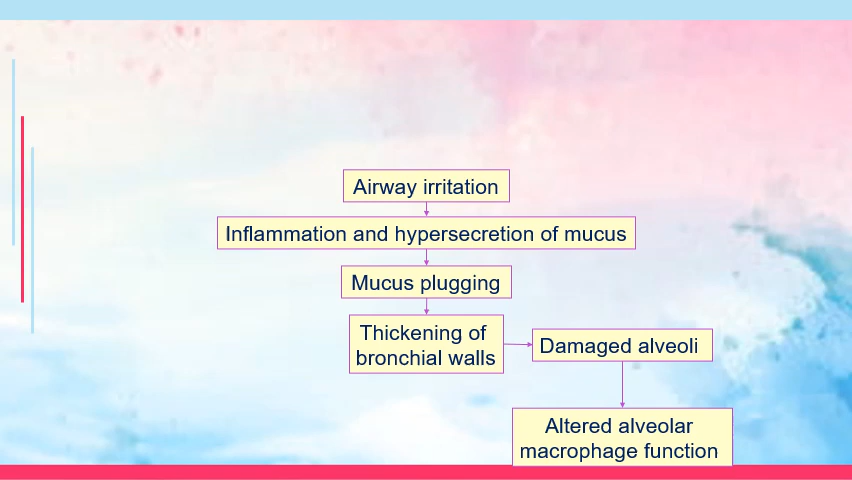 Airway irritation
Inflammation and hypersecretion of mucus
Mucus plugging
Thickening of
bronchial walls
Damaged alveoli
Altered alveolar
macrophage function